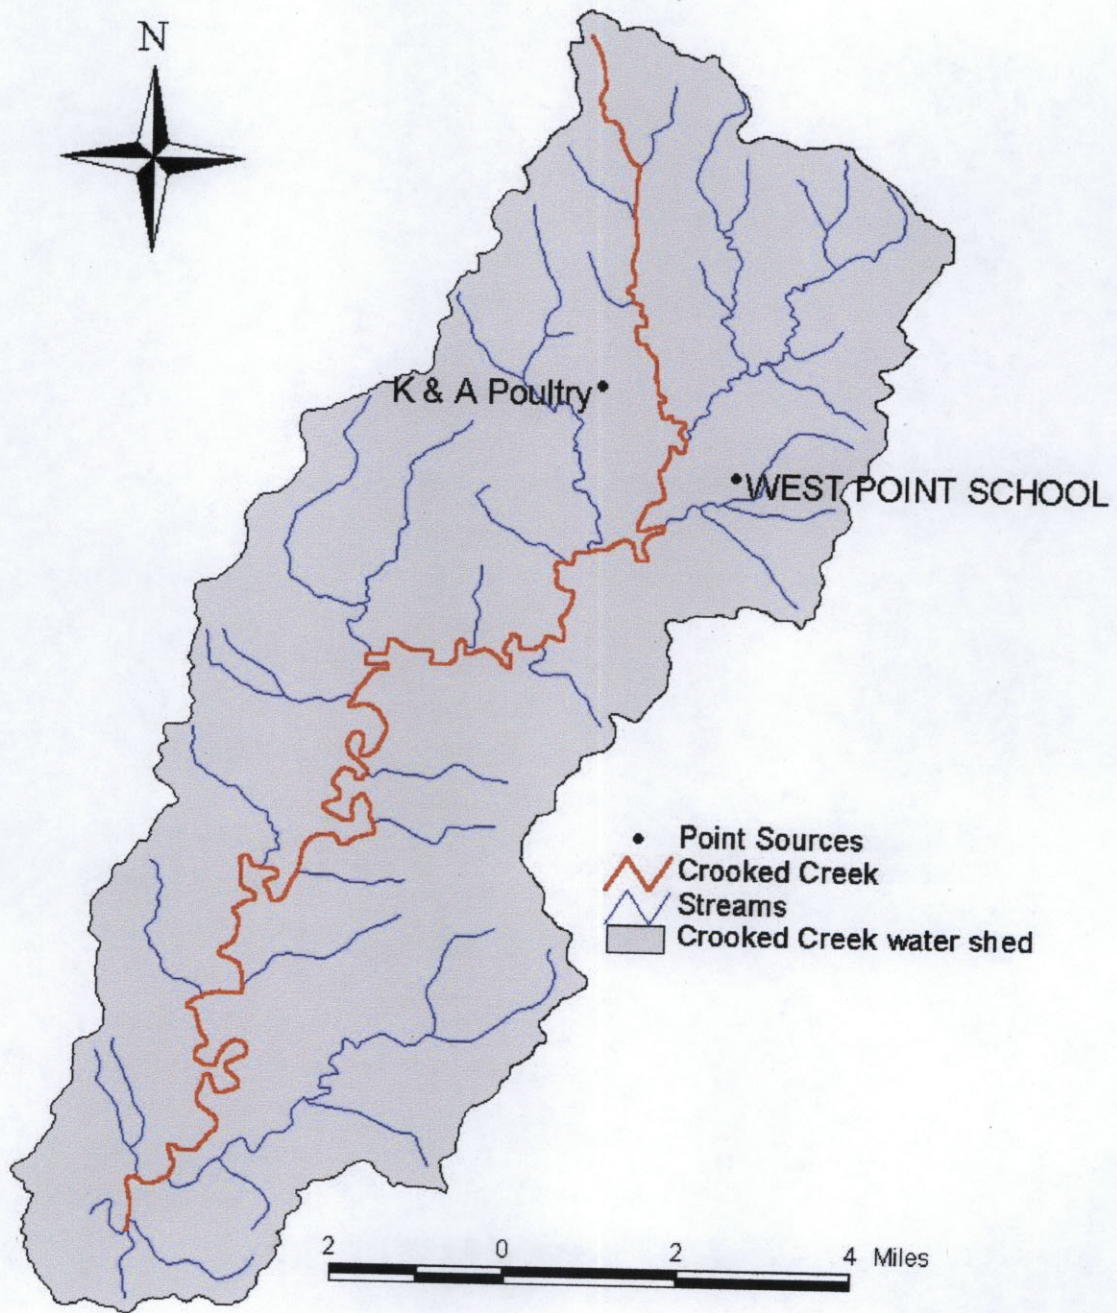 N
K & A Poultry
WEST POINT SCHOOL
Point Sources
Crooked Creek
Streams
Crooked Creek water shed
2 0 2 4 Miles